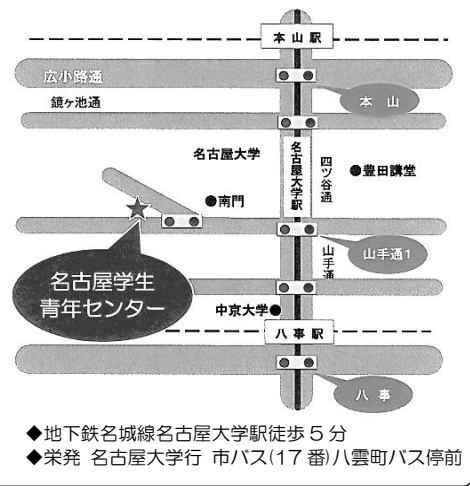 本山駅
広小路通
本山
鏡ヶ池通
名古屋大学
名古屋大学駅
四ツ谷通
●豊田講堂
●南門
山手通1
山手通
名古屋学生
青年センター
中京大学●
八事駅
八事
◆地下鉄名城線名古屋大学駅徒歩5分
◆栄発 名古屋大学行 市バス(17番)八雲町バス停前